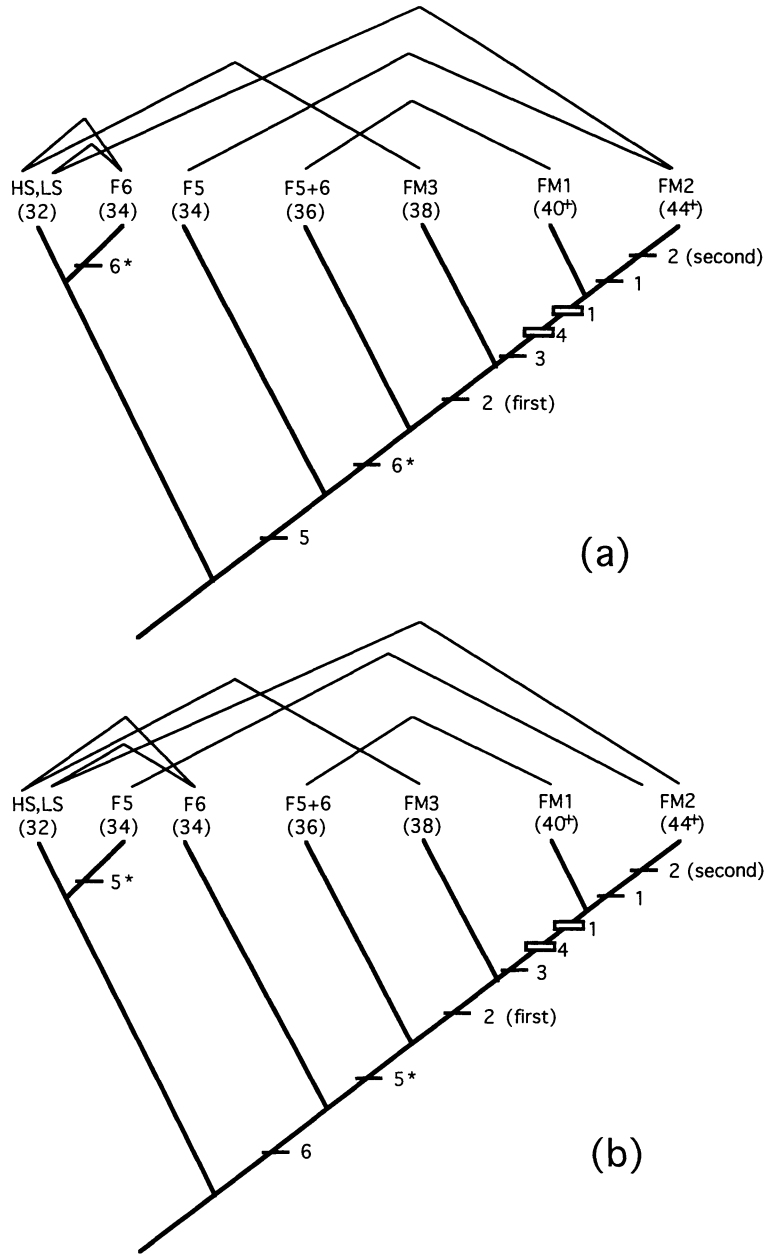 HS,LS F6 F5 F5+6 FM3 FM1 FM2
(32) (34) (34) (36) (38) (40⁺) (44⁺)
2 (second)
6*
1
1
4
3
2 (first)
6*
5
(a)
HS,LS F5 F6 F5+6 FM3 FM1 FM2
(32) (34) (34) (36) (38) (40⁺) (44⁺)
2 (second)
5*
1
1
4
3
2 (first)
5*
6
(b)